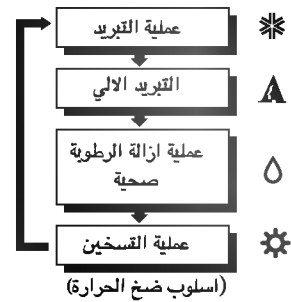 عملية التبريد
التبريد الالي
عملية ازالة الرطوبة
صحية
عملية التسخين
(اسلوب ضخ الحرارة)